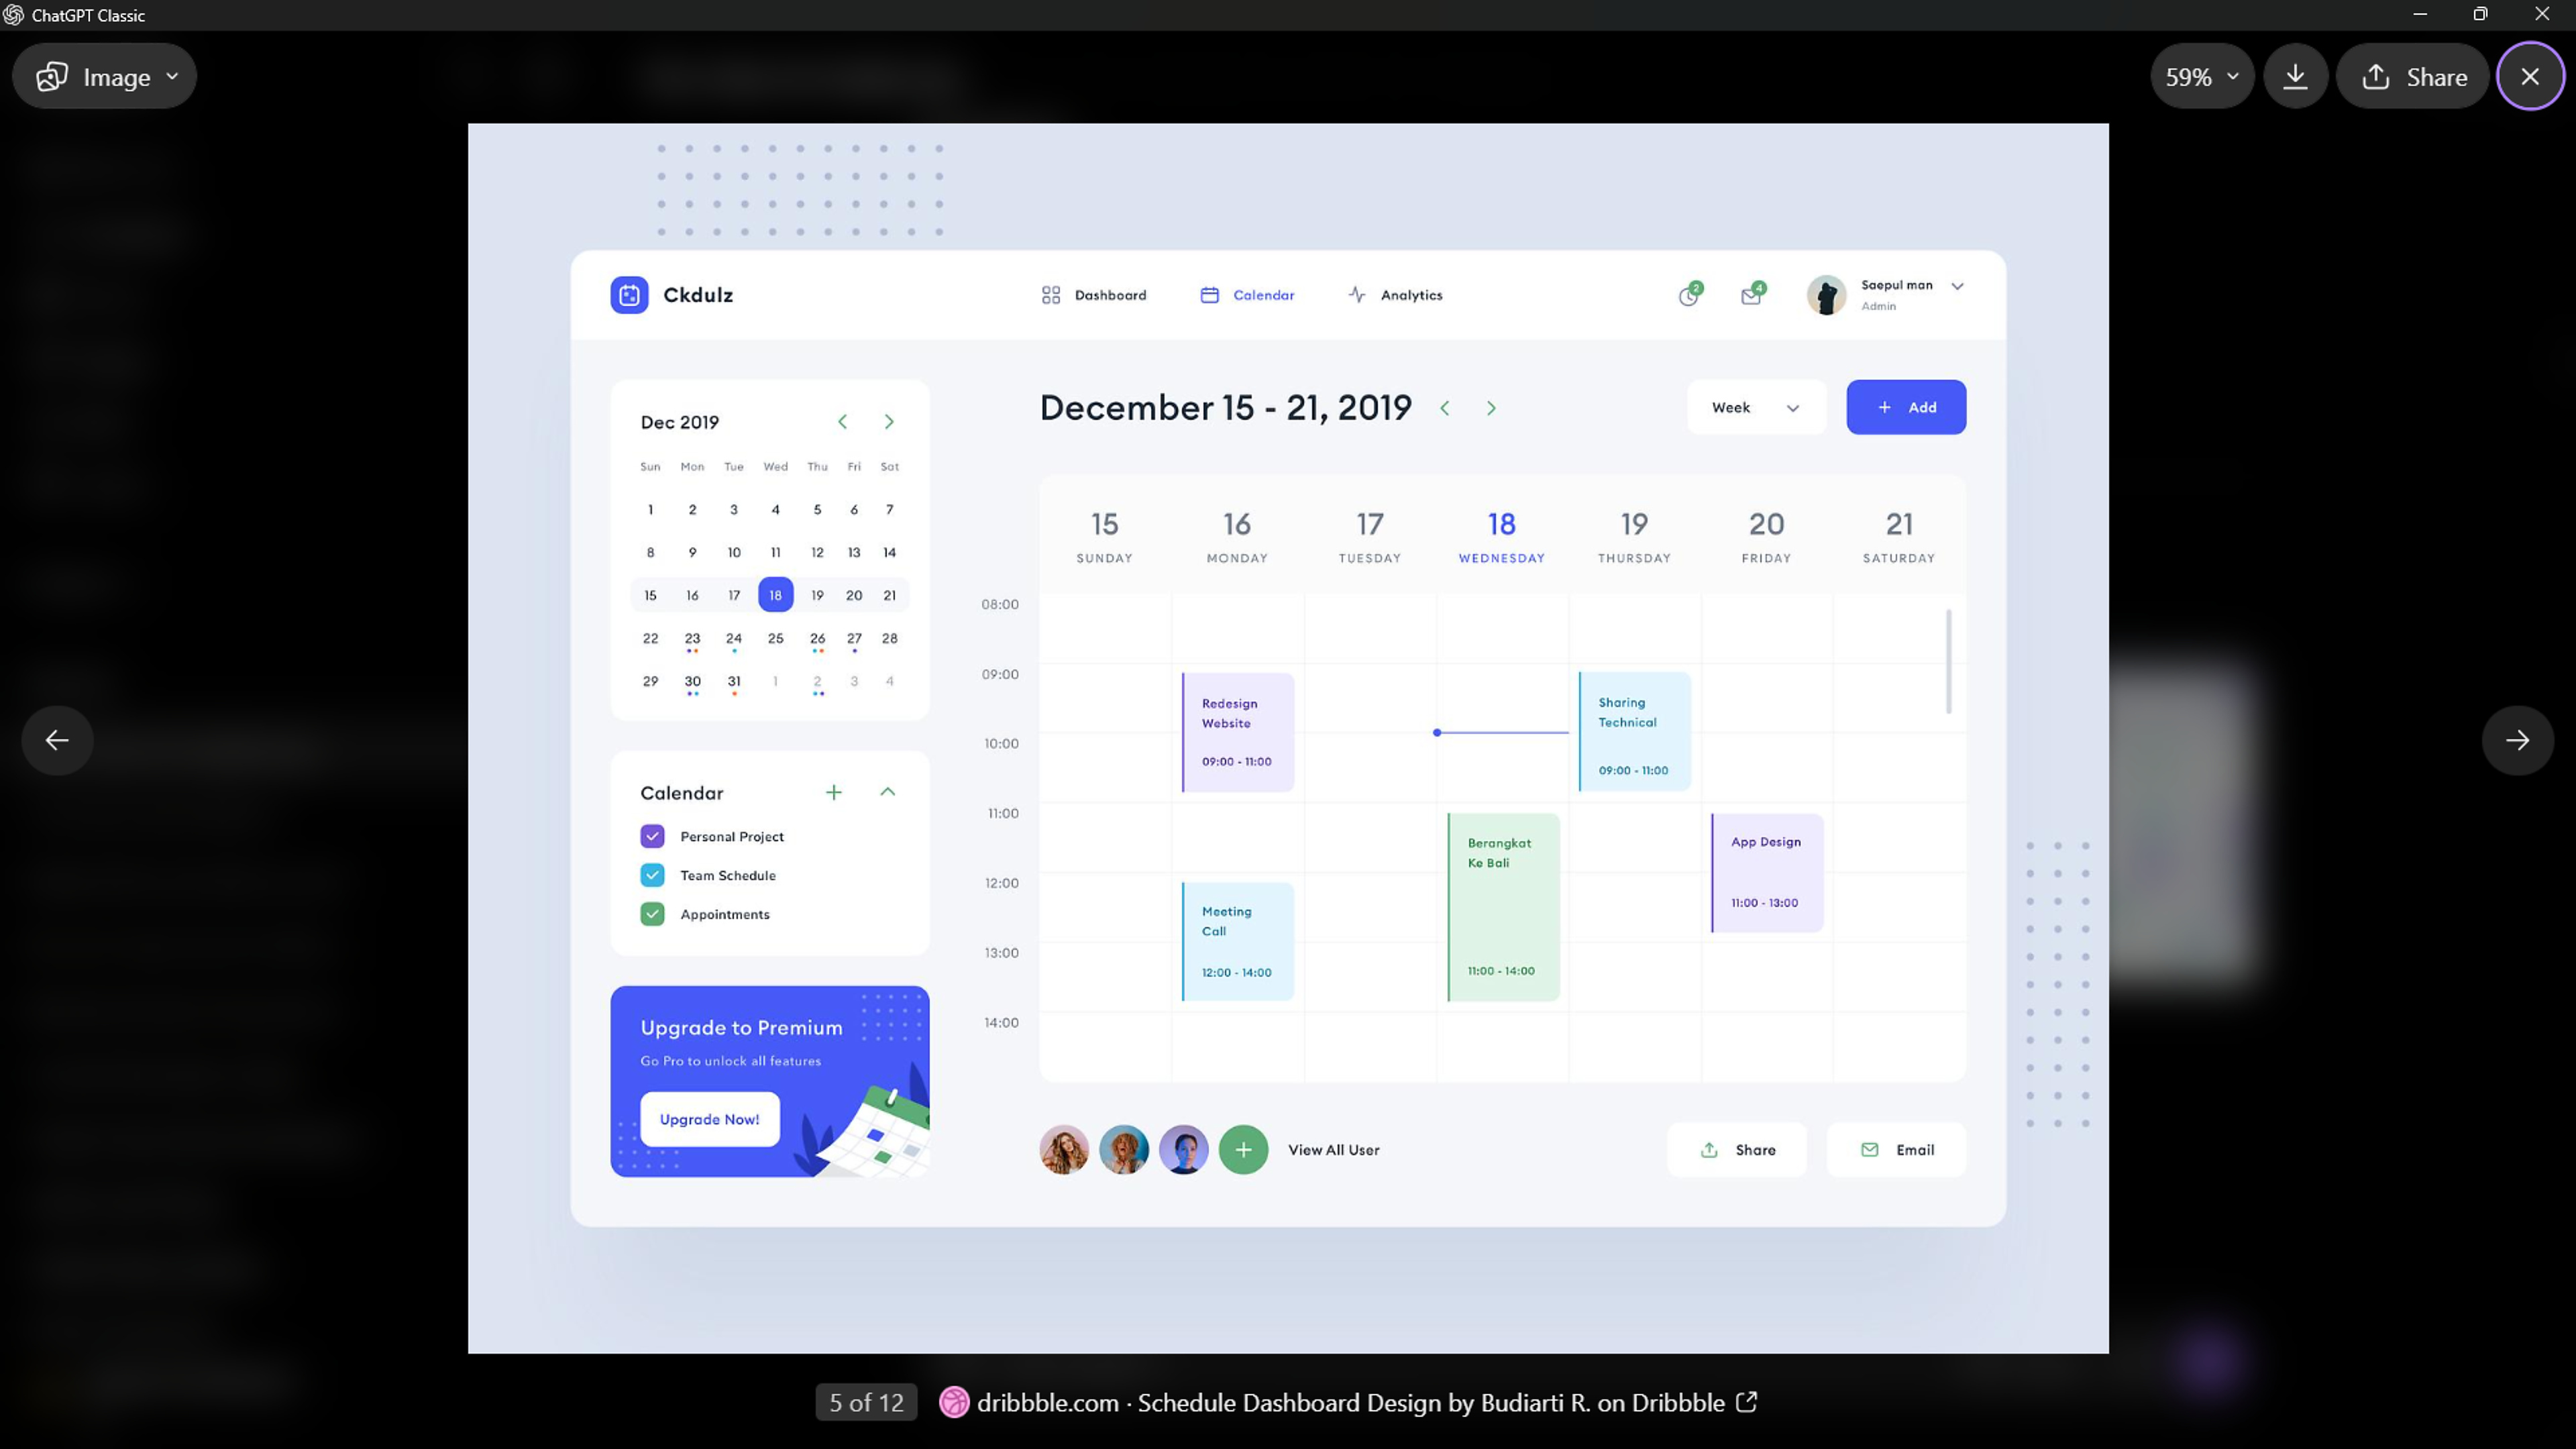 ChatGPT Classic
Image
59%
Share
Ckdulz
Dashboard
Calendar
Analytics
2
4
Saepul man
Admin
Dec 2019
Sun Mon Tue Wed Thu Fri Sat
1 2 3 4 5 6 7
8 9 10 11 12 13 14
15 16 17 18 19 20 21
22 23 24 25 26 27 28
29 30 31 1 2 3 4
Calendar
Personal Project
Team Schedule
Appointments
Upgrade to Premium
Go Pro to unlock all features
Upgrade Now!
December 15 - 21, 2019
Week
+ Add
15 16 17 18 19 20 21
SUNDAY MONDAY TUESDAY WEDNESDAY THURSDAY FRIDAY SATURDAY
08:00
09:00
10:00
11:00
12:00
13:00
14:00
Redesign
Website
09:00 - 11:00
Meeting
Call
12:00 - 14:00
Berangkat
Ke Bali
11:00 - 14:00
Sharing
Technical
09:00 - 11:00
App Design
11:00 - 13:00
View All User
Share
Email
5 of 12
dribbble.com · Schedule Dashboard Design by Budiarti R. on Dribbble